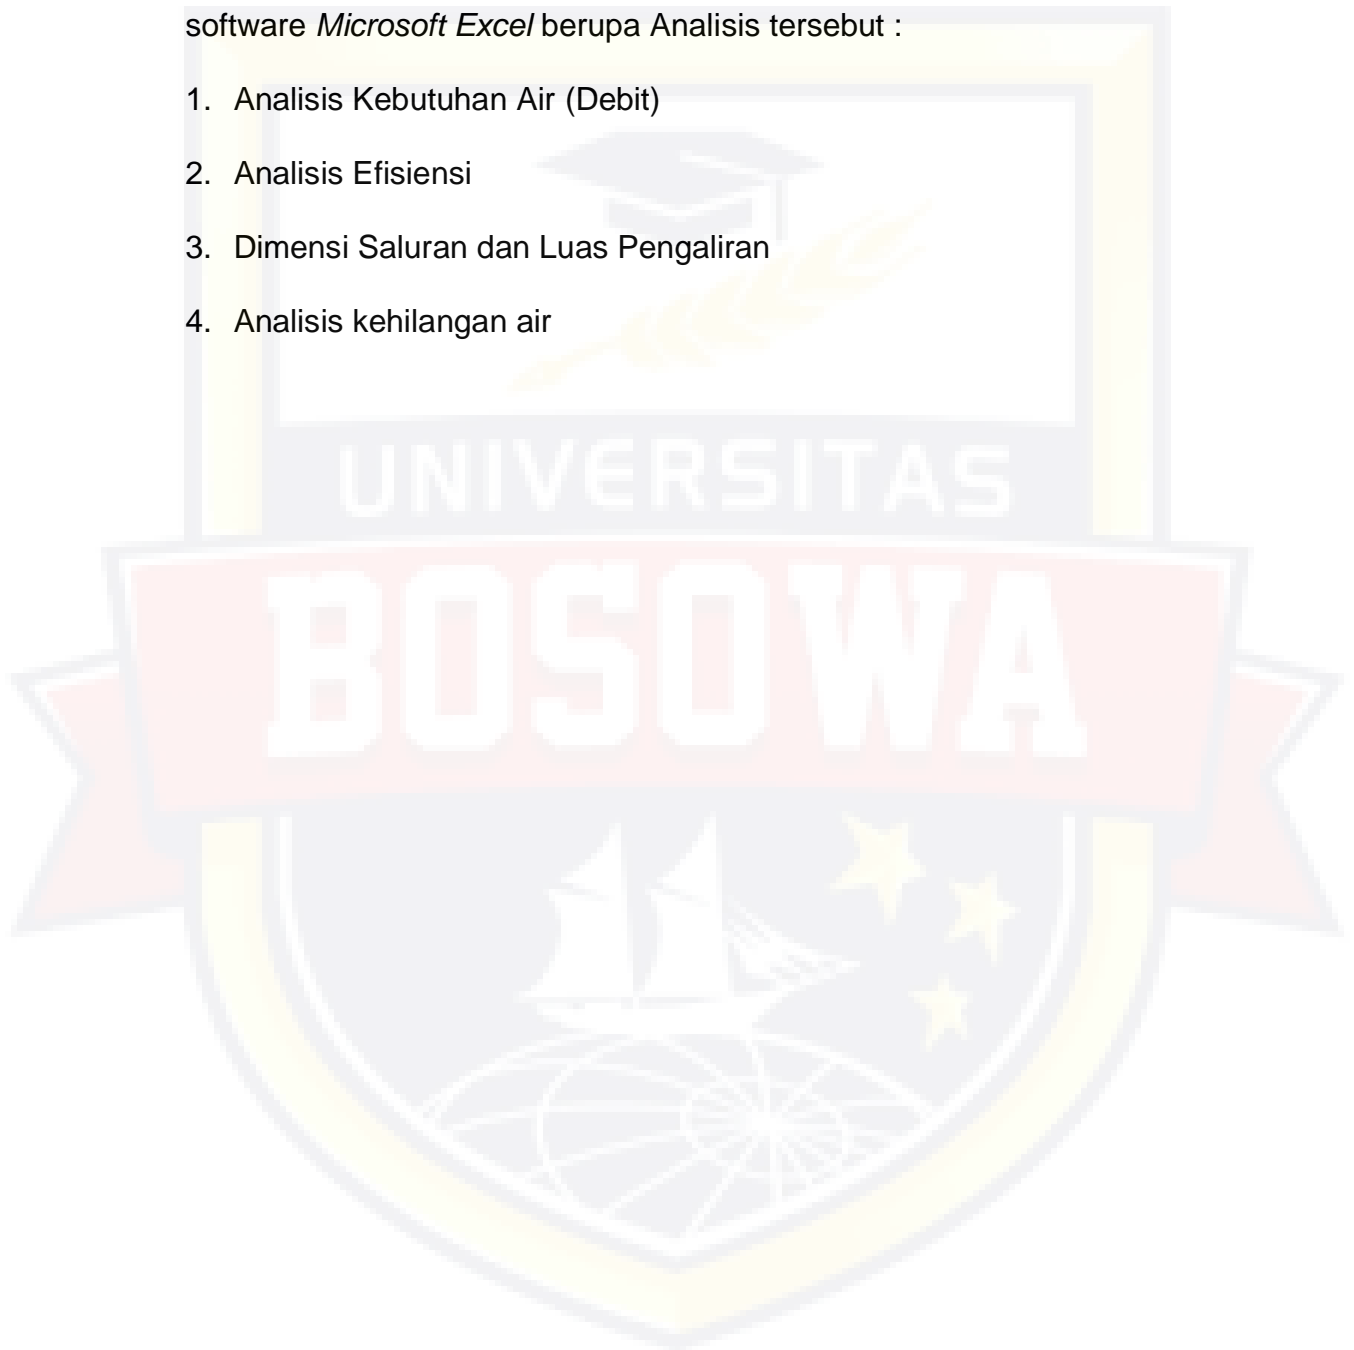 software Microsoft Excel berupa Analisis tersebut :
1. Analisis Kebutuhan Air (Debit)
2. Analisis Efisiensi
3. Dimensi Saluran dan Luas Pengaliran
4. Analisis kehilangan air
UNIVERSITAS
BOSOWA